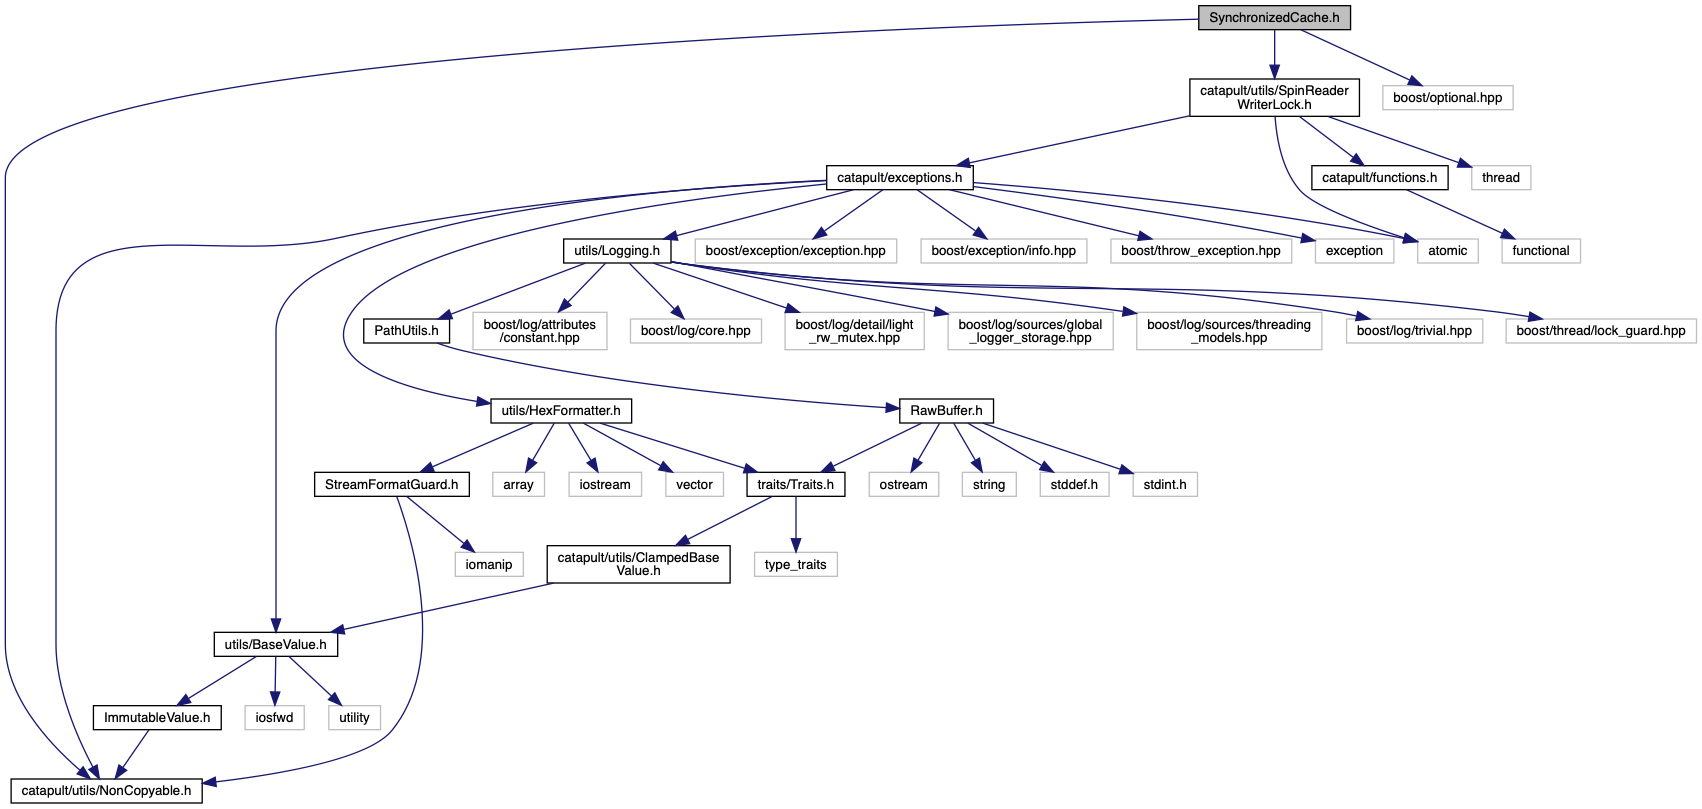 SynchronizedCache.h
catapult/utils/SpinReader
WriterLock.h
boost/optional.hpp
catapult/exceptions.h
catapult/functions.h
thread
utils/Logging.h
boost/exception/exception.hpp
boost/exception/info.hpp
boost/throw_exception.hpp
exception
atomic
functional
PathUtils.h
boost/log/attributes
/constant.hpp
boost/log/core.hpp
boost/log/detail/light
_rw_mutex.hpp
boost/log/sources/global
_logger_storage.hpp
boost/log/sources/threading
_models.hpp
boost/log/trivial.hpp
boost/thread/lock_guard.hpp
utils/HexFormatter.h
RawBuffer.h
StreamFormatGuard.h
array
iostream
vector
traits/Traits.h
ostream
string
stddef.h
stdint.h
iomanip
catapult/utils/ClampedBase
Value.h
type_traits
utils/BaseValue.h
ImmutableValue.h
iosfwd
utility
catapult/utils/NonCopyable.h